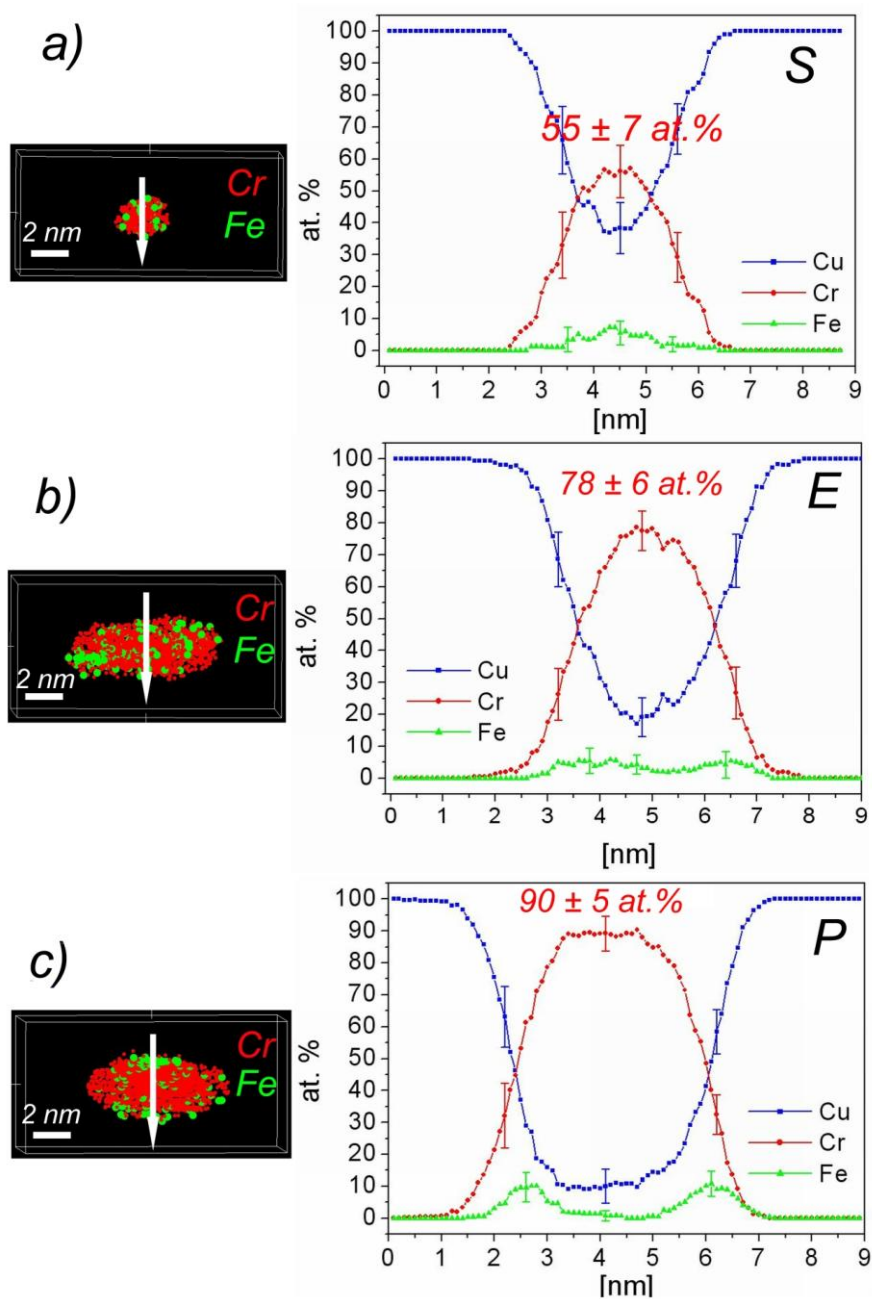 a)
Cr
Fe
2 nm
S
55 ± 7 at.%
at. %
100
90
80
70
60
50
40
30
20
10
0
Cu
Cr
Fe
0 1 2 3 4 5 6 7 8 9
[nm]
b)
Cr
Fe
2 nm
E
78 ± 6 at.%
at. %
100
90
80
70
60
50
40
30
20
10
0
Cu
Cr
Fe
0 1 2 3 4 5 6 7 8 9
[nm]
c)
Cr
Fe
2 nm
P
90 ± 5 at.%
at. %
100
90
80
70
60
50
40
30
20
10
0
Cu
Cr
Fe
0 1 2 3 4 5 6 7 8 9
[nm]